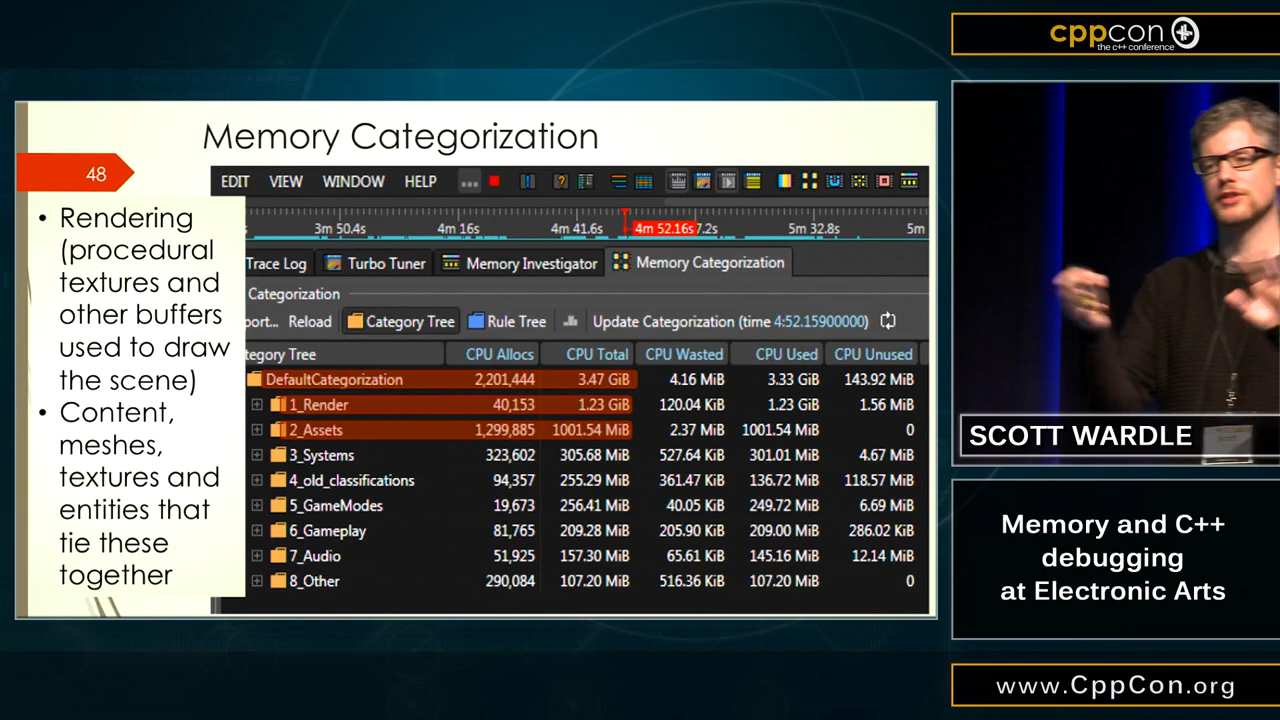 cppcon
the c++ conference
Memory Categorization
48
• Rendering
(procedural
textures and
other buffers
used to draw
the scene)
• Content,
meshes,
textures and
entities that
tie these
together
EDIT VIEW WINDOW HELP
3m 50.4s 4m 16s 4m 41.6s 4m 52.16s 7.2s 5m 32.8s 5m
Trace Log Turbo Tuner Memory Investigator Memory Categorization
Categorization
port... Reload Category Tree Rule Tree Update Categorization (time 4:52.15900000)
tegory Tree CPU Allocs CPU Total CPU Wasted CPU Used CPU Unused
DefaultCategorization 2,201,444 3.47 GiB 4.16 MiB 3.33 GiB 143.92 MiB
1_Render 40,153 1.23 GiB 120.04 KiB 1.23 GiB 1.56 MiB
2_Assets 1,299,885 1001.54 MiB 2.37 MiB 1001.54 MiB 0
3_Systems 323,602 305.68 MiB 527.64 KiB 301.01 MiB 4.67 MiB
4_old_classifications 94,357 255.29 MiB 361.47 KiB 136.72 MiB 118.57 MiB
5_GameModes 19,673 256.41 MiB 40.05 KiB 249.72 MiB 6.69 MiB
6_Gameplay 81,765 209.28 MiB 205.90 KiB 209.00 MiB 286.02 KiB
7_Audio 51,925 157.30 MiB 65.61 KiB 145.16 MiB 12.14 MiB
8_Other 290,084 107.20 MiB 516.36 KiB 107.20 MiB 0
SCOTT WARDLE
Memory and C++
debugging
at Electronic Arts
www.CppCon.org